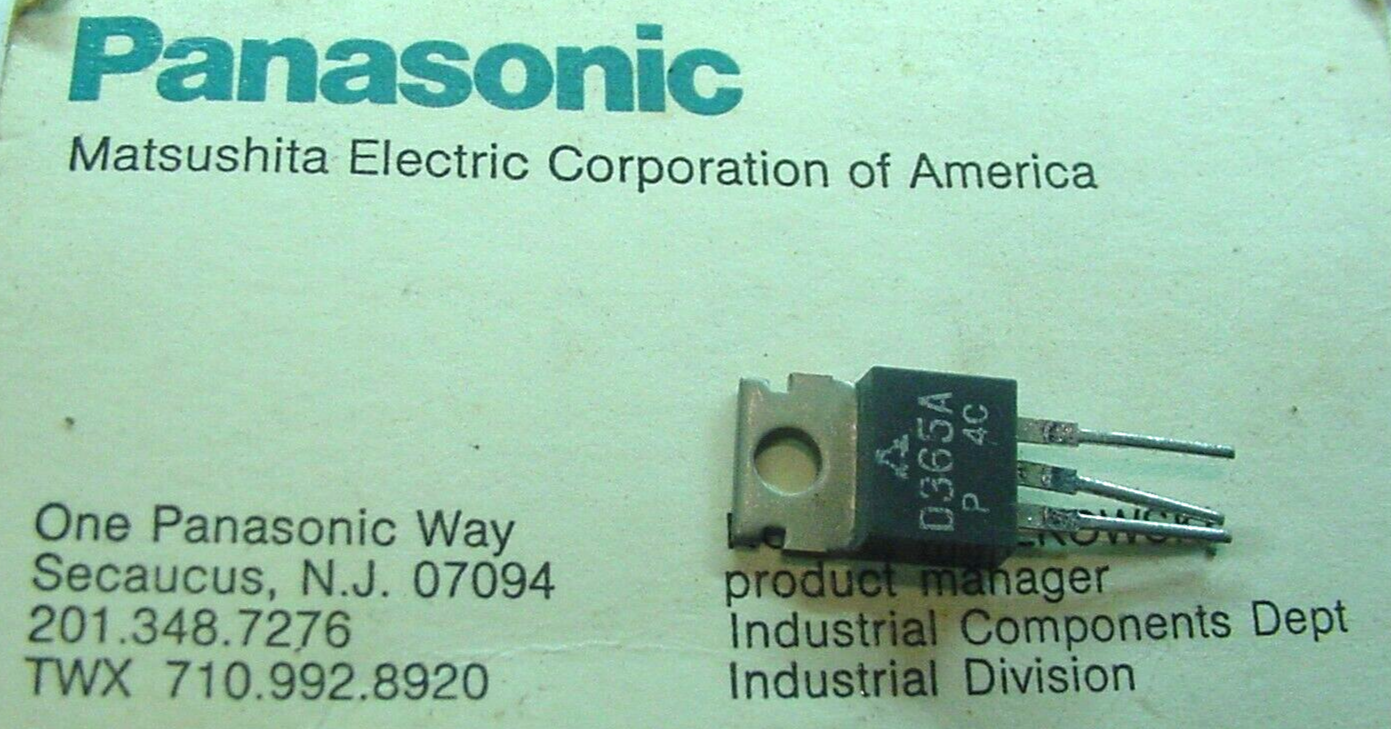 Panasonic
Matsushita Electric Corporation of America
D365A
P 4C
One Panasonic Way
Secaucus, N.J. 07094
201.348.7276
TWX 710.992.8920
product manager
Industrial Components Dept
Industrial Division